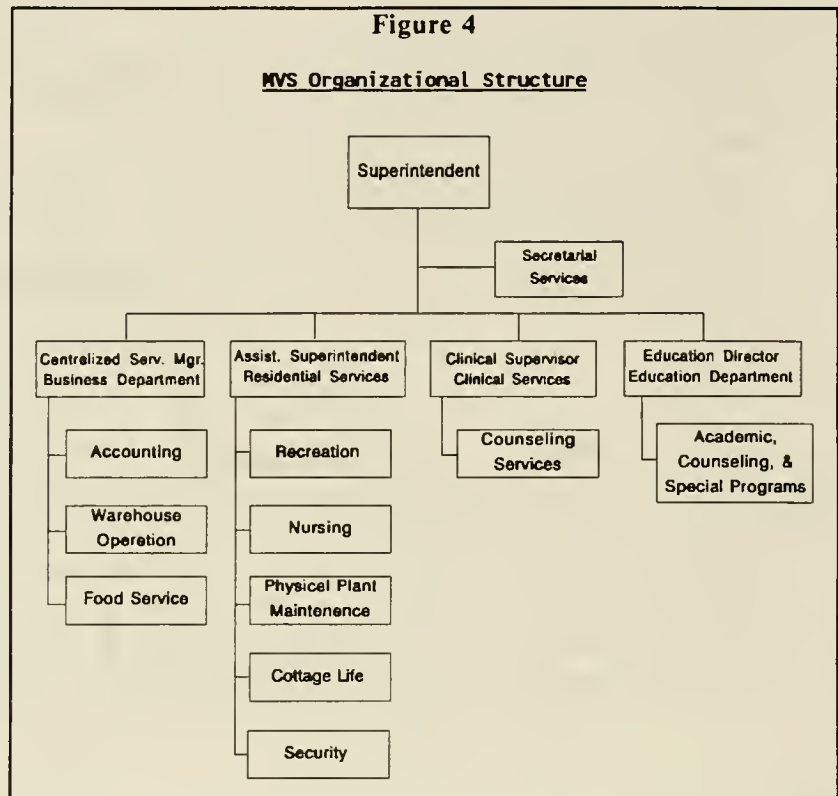 Figure 4
MVS Organizational Structure
Superintendent
Secretarial
Services
Centrelized Serv. Mgr.
Business Department
Assist. Superintendent
Residential Services
Clinical Supervisor
Clinical Services
Education Director
Education Department
Accounting
Warehouse
Operation
Food Service
Recreation
Nursing
Physical Plant
Maintenence
Cottage Life
Security
Counseling
Services
Academic,
Counseling, &
Special Programs